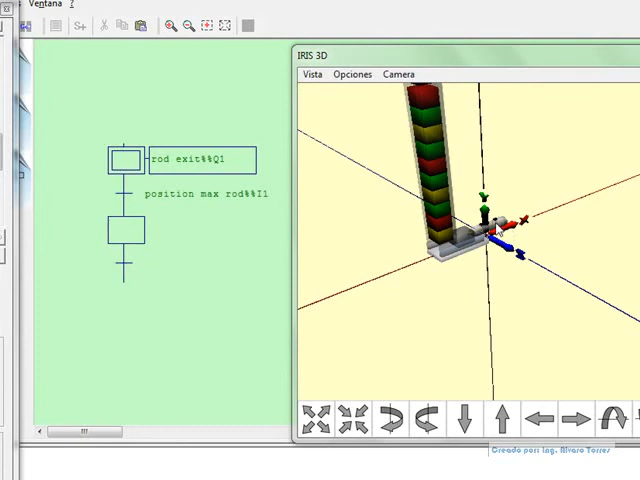 Ventana ?
IRIS 3D
Vista Opciones Camera
rod exit%%Q1
position max rod%%I1
Y
X
Z
Creado por: Ing. Alvaro Torres